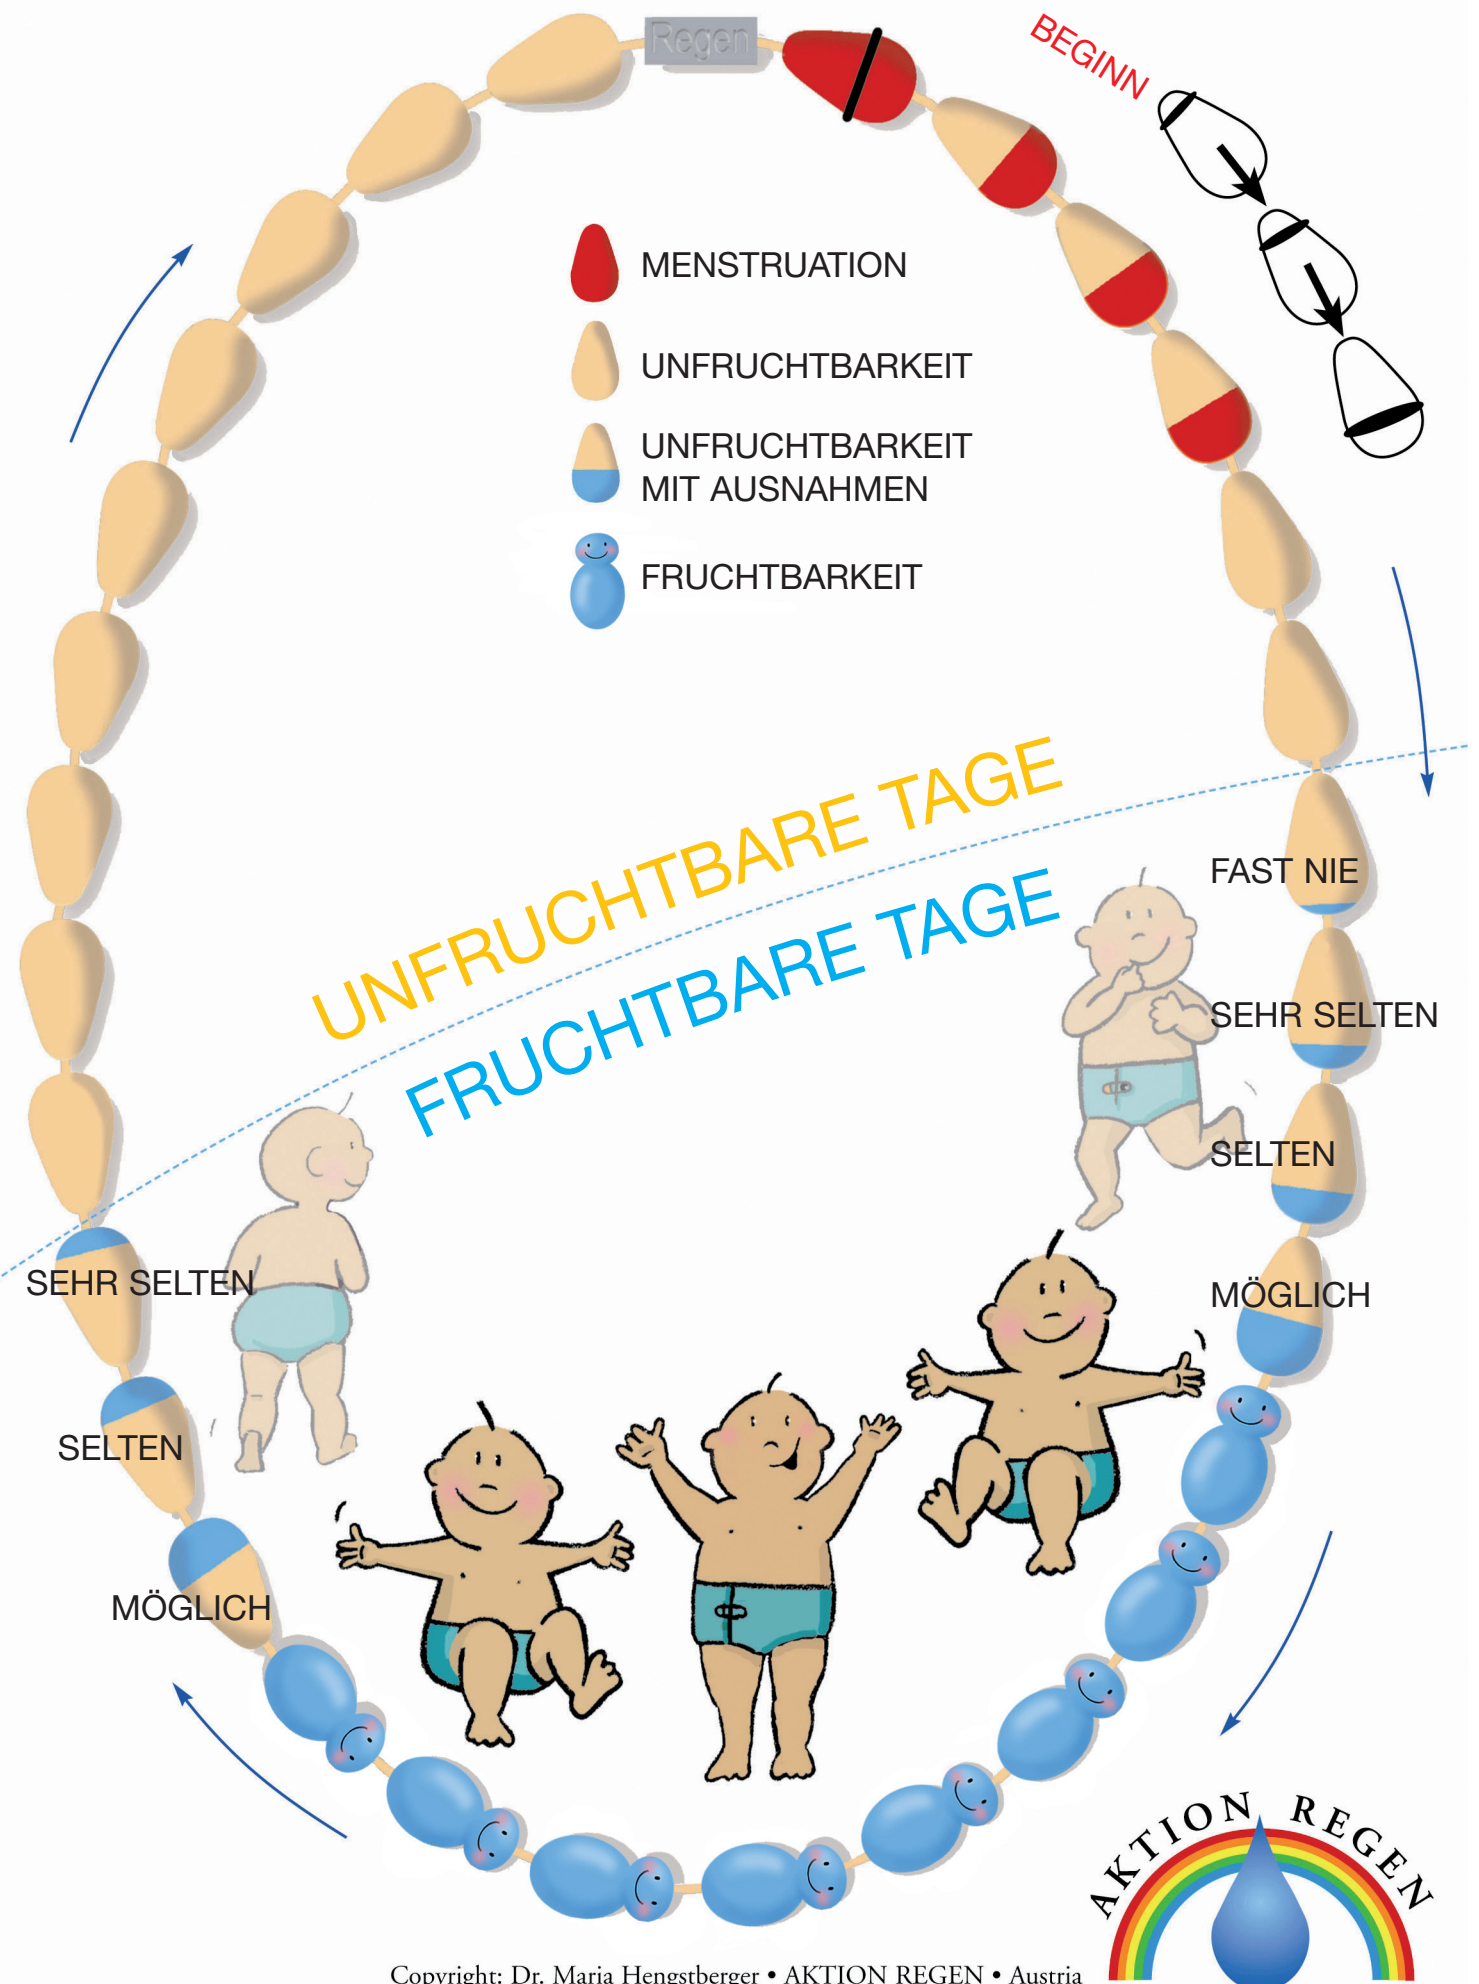 Regen
BEGINN
MENSTRUATION
UNFRUCHTBARKEIT
UNFRUCHTBARKEIT
MIT AUSNAHMEN
FRUCHTBARKEIT
UNFRUCHTBARE TAGE
FRUCHTBARE TAGE
FAST NIE
SEHR SELTEN
SELTEN
MÖGLICH
SEHR SELTEN
SELTEN
MÖGLICH
AKTION REGEN
Copyright: Dr. Maria Hengstberger • AKTION REGEN • Austria